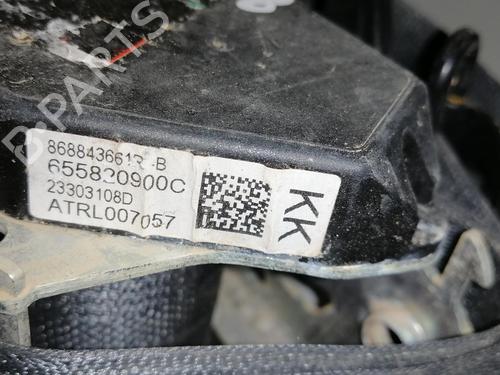 868843661R -B
655820900C
23303108D
ATRL007057
KK
B-PARTS